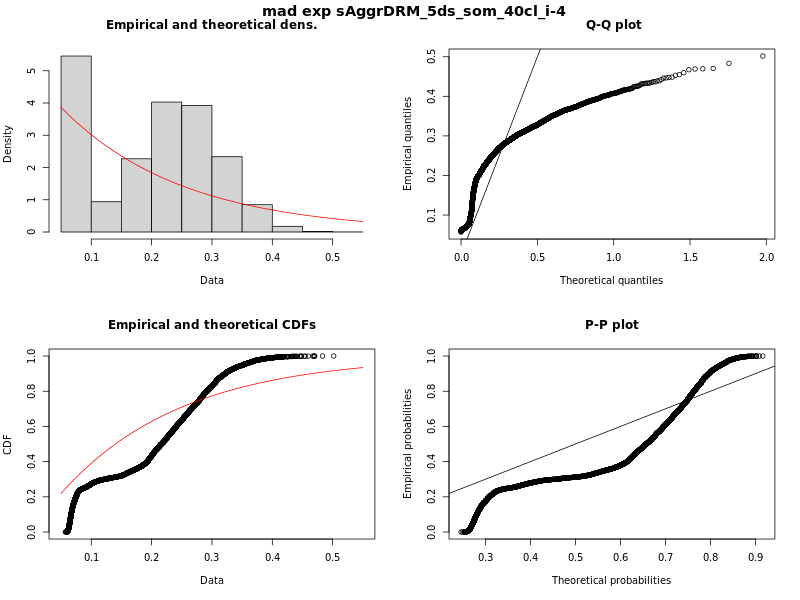 mad exp sAggrDRM_5ds_som_40cl_i-4
Empirical and theoretical dens.
Density
0 1 2 3 4 5
0.1 0.2 0.3 0.4 0.5
Data
Q-Q plot
Empirical quantiles
0.1 0.2 0.3 0.4 0.5
0.0 0.5 1.0 1.5 2.0
Theoretical quantiles
Empirical and theoretical CDFs
CDF
0.0 0.2 0.4 0.6 0.8 1.0
0.1 0.2 0.3 0.4 0.5
Data
P-P plot
Empirical probabilities
0.0 0.2 0.4 0.6 0.8 1.0
0.3 0.4 0.5 0.6 0.7 0.8 0.9
Theoretical probabilities